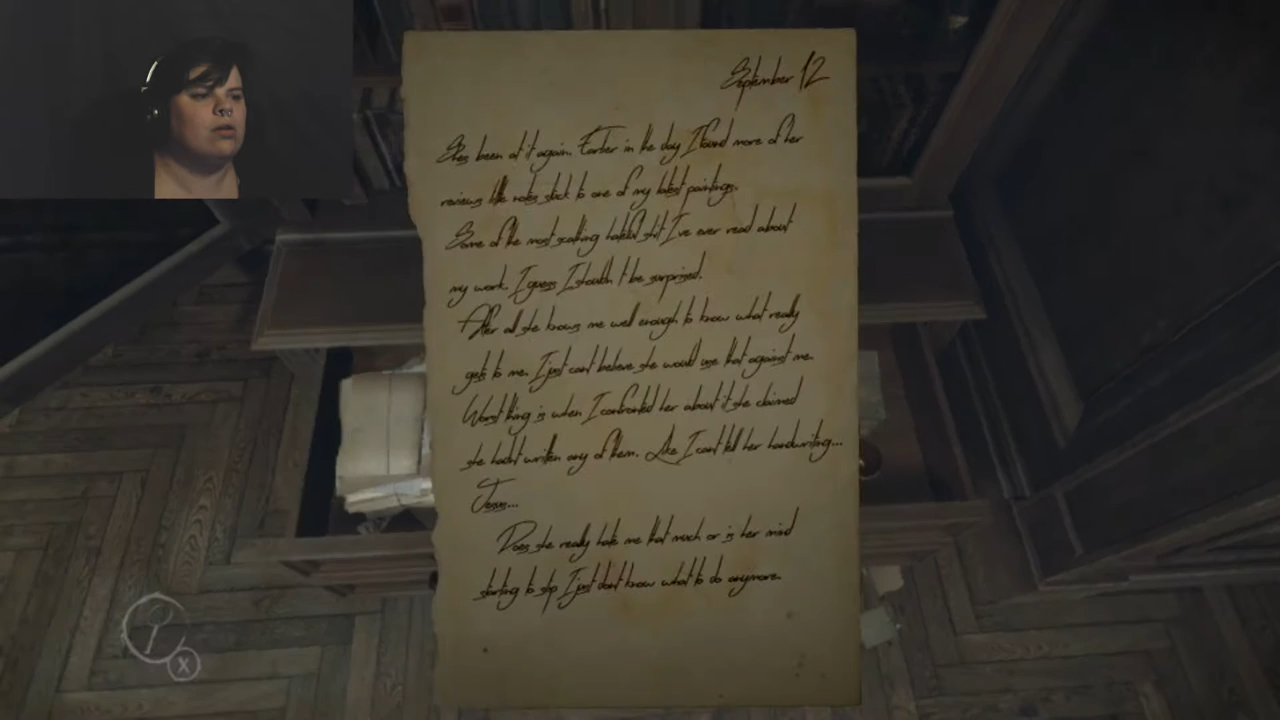 September 12
Shes been at it again. Earlier in the day I found more of her
reviews like notes stuck to one of my latest paintings.
Some of the most scathing hateful shit I've ever read about
my work. I guess I shouldn't be surprised.
After all she knows me well enough to know what really
gets to me. I just cant believe she would use that against me.
Worst thing is when I confronted her about it she claimed
she hadnt written any of them. Like I cant tell her handwriting...
Jesus...
Does she really hate me that much or is her mind
starting to slip I just dont know what to do anymore.
X